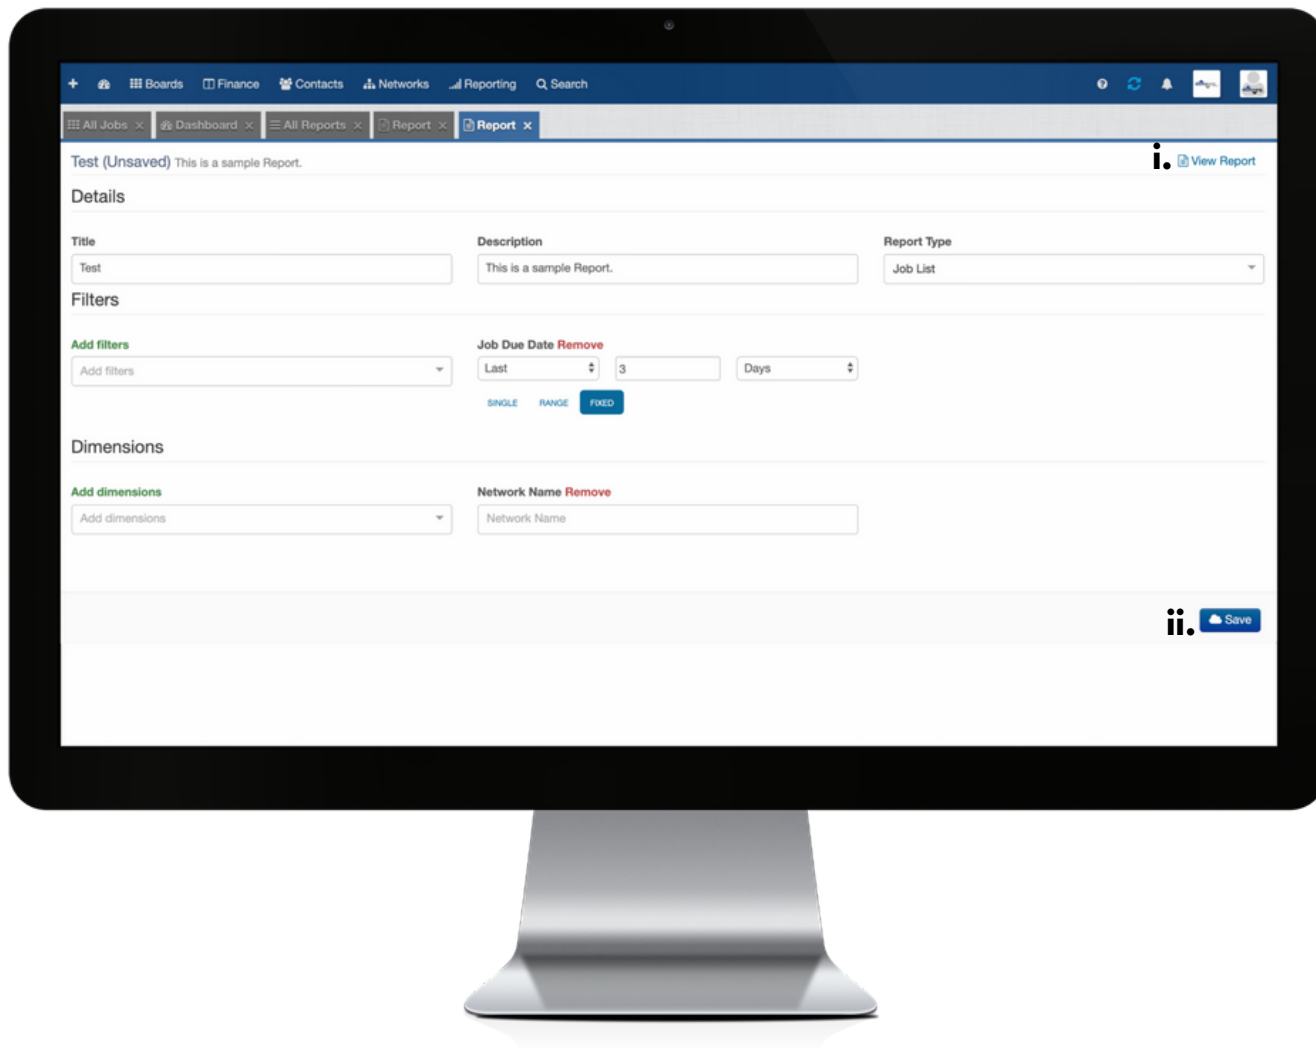 Boards Finance Contacts Networks Reporting Search
All Jobs Dashboard All Reports Report Report
Test (Unsaved) This is a sample Report.
i. View Report
Details
Title Description Report Type
Test This is a sample Report. Job List
Filters
Add filters Job Due Date Remove
Add filters Last 3 Days
SINGLE RANGE FIXED
Dimensions
Add dimensions Network Name Remove
Add dimensions Network Name
ii. Save